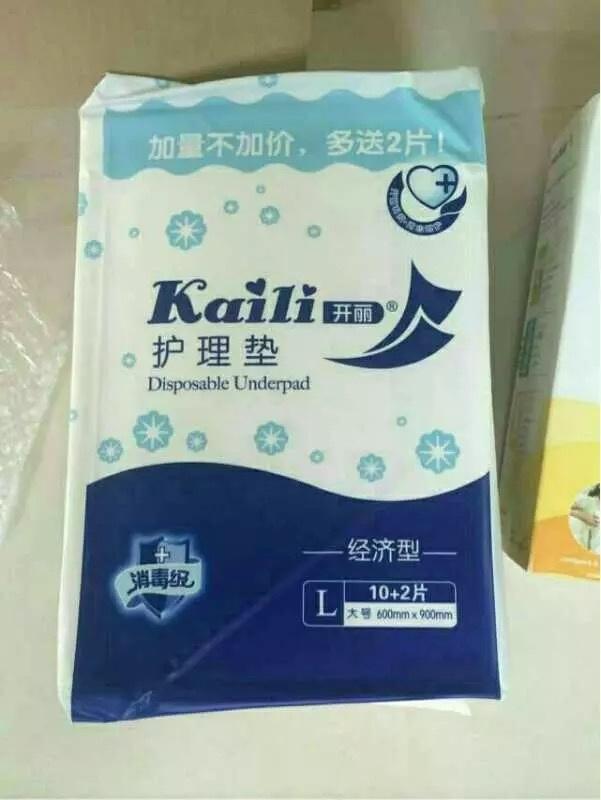 加量不加价，多送2片！
Kaili 开丽®
护理垫
Disposable Underpad
经济型
消毒级
L
10+2片
大号 600mm×900mm